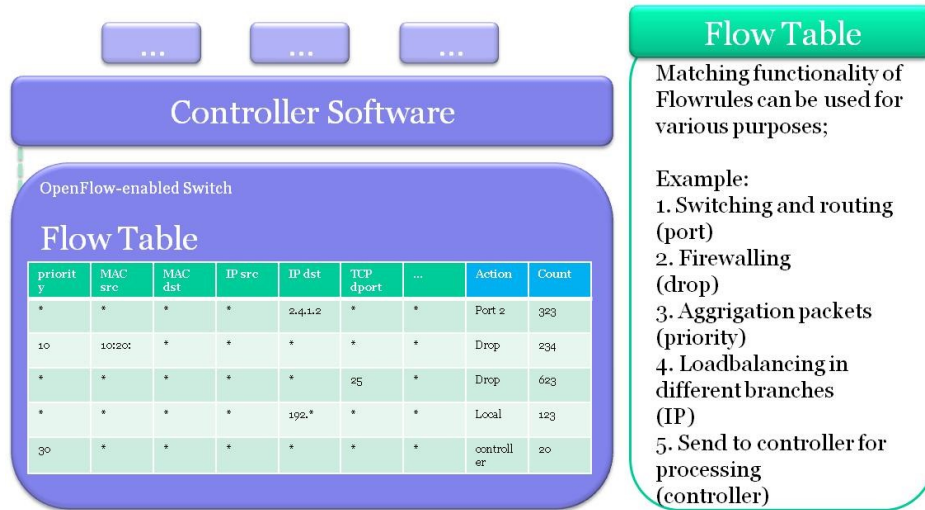 ...
...
...
Controller Software
OpenFlow-enabled Switch
Flow Table
priorit
y
MAC
src
MAC
dst
IP src
IP dst
TCP
dport
...
Action
Count
* * * * 2.4.1.2 * * Port 2 323
10 10:20: * * * * * Drop 234
* * * * * 25 * Drop 623
* * * * 192.* * * Local 123
30 * * * * * * controll
er
20
Flow Table
Matching functionality of
Flowrules can be used for
various purposes;
Example:
1. Switching and routing
(port)
2. Firewalling
(drop)
3. Aggrigation packets
(priority)
4. Loadbalancing in
different branches
(IP)
5. Send to controller for
processing
(controller)